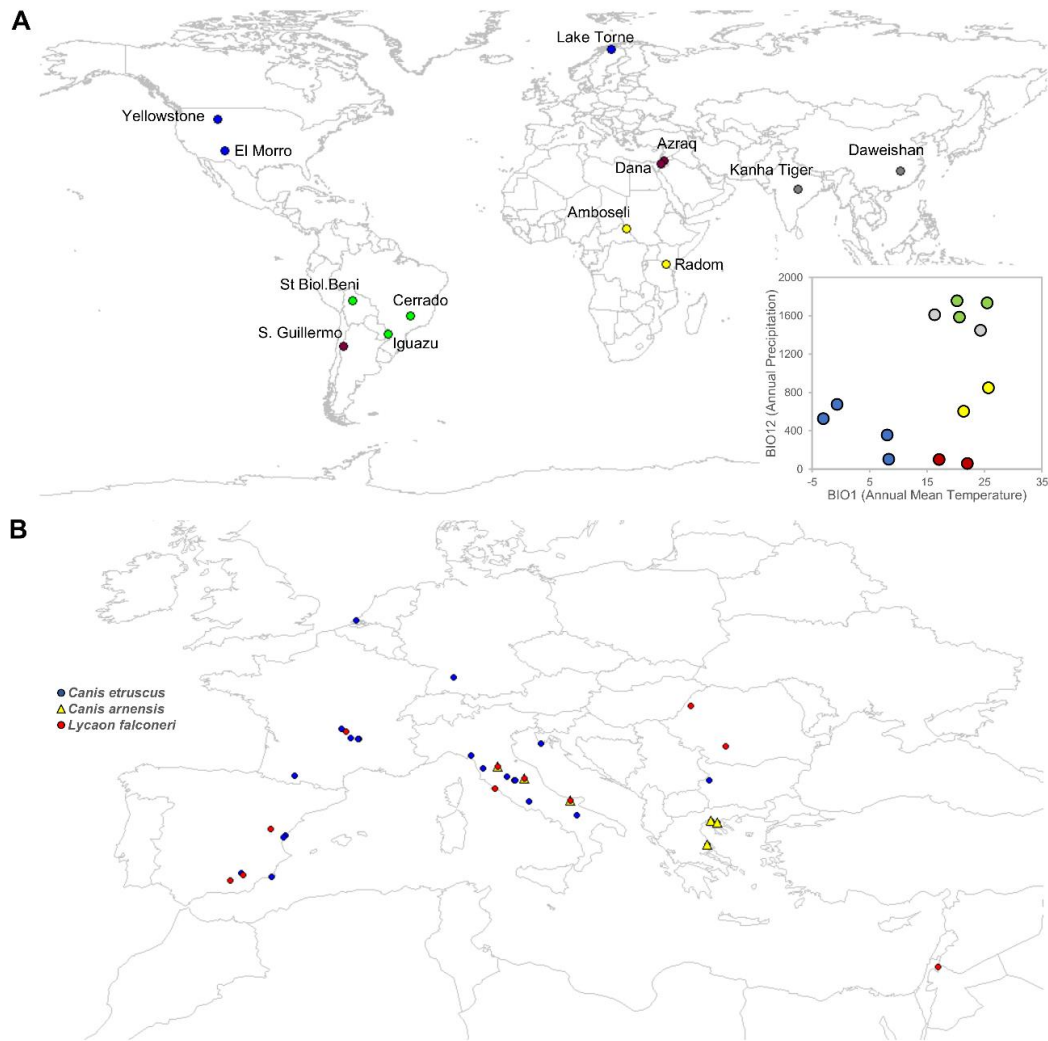 A
Lake Torne
Yellowstone
El Morro
Azraq
Dana
Kanha Tiger
Daweishan
Amboseli
Radom
St Biol.Beni
Cerrado
S. Guillermo
Iguazu
BIO12 (Annual Precipitation)
2000
1600
1200
800
400
0
-5
5
15
25
35
BIO1 (Annual Mean Temperature)
B
Canis etruscus
Canis arnensis
Lycaon falconeri